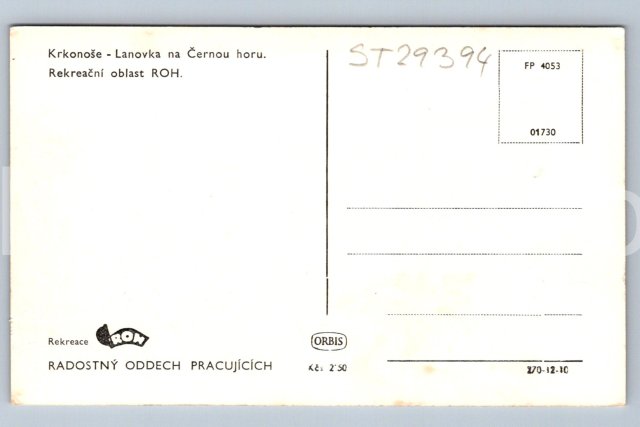 Krkonoše - Lanovka na Černou horu.
Rekreační oblast ROH.
ST29394
FP 4053
01730
Rekreace ROH
RADOSTNÝ ODDECH PRACUJÍCÍCH
ORBIS
Kčs 2'50
270-12-10